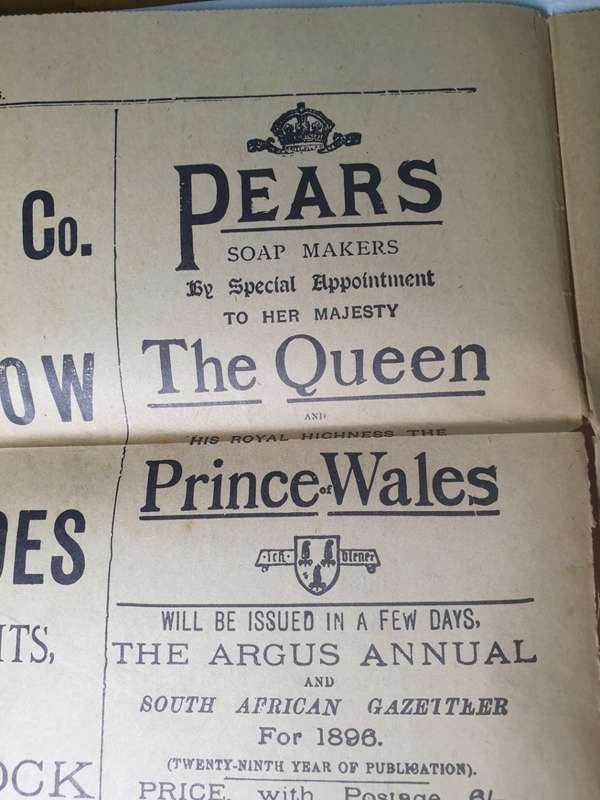 Co.
OW
DES
ITS,
OCK
PEARS
SOAP MAKERS
By Special Appointment
TO HER MAJESTY
The Queen
AND
HIS ROYAL HIGHNESS THE
Prince of Wales
Ich diene
WILL BE ISSUED IN A FEW DAYS,
THE ARGUS ANNUAL
AND
SOUTH AFRICAN GAZETTEER
For 1896.
(TWENTY-NINTH YEAR OF PUBLICATION).
PRICE, with Postage 6/